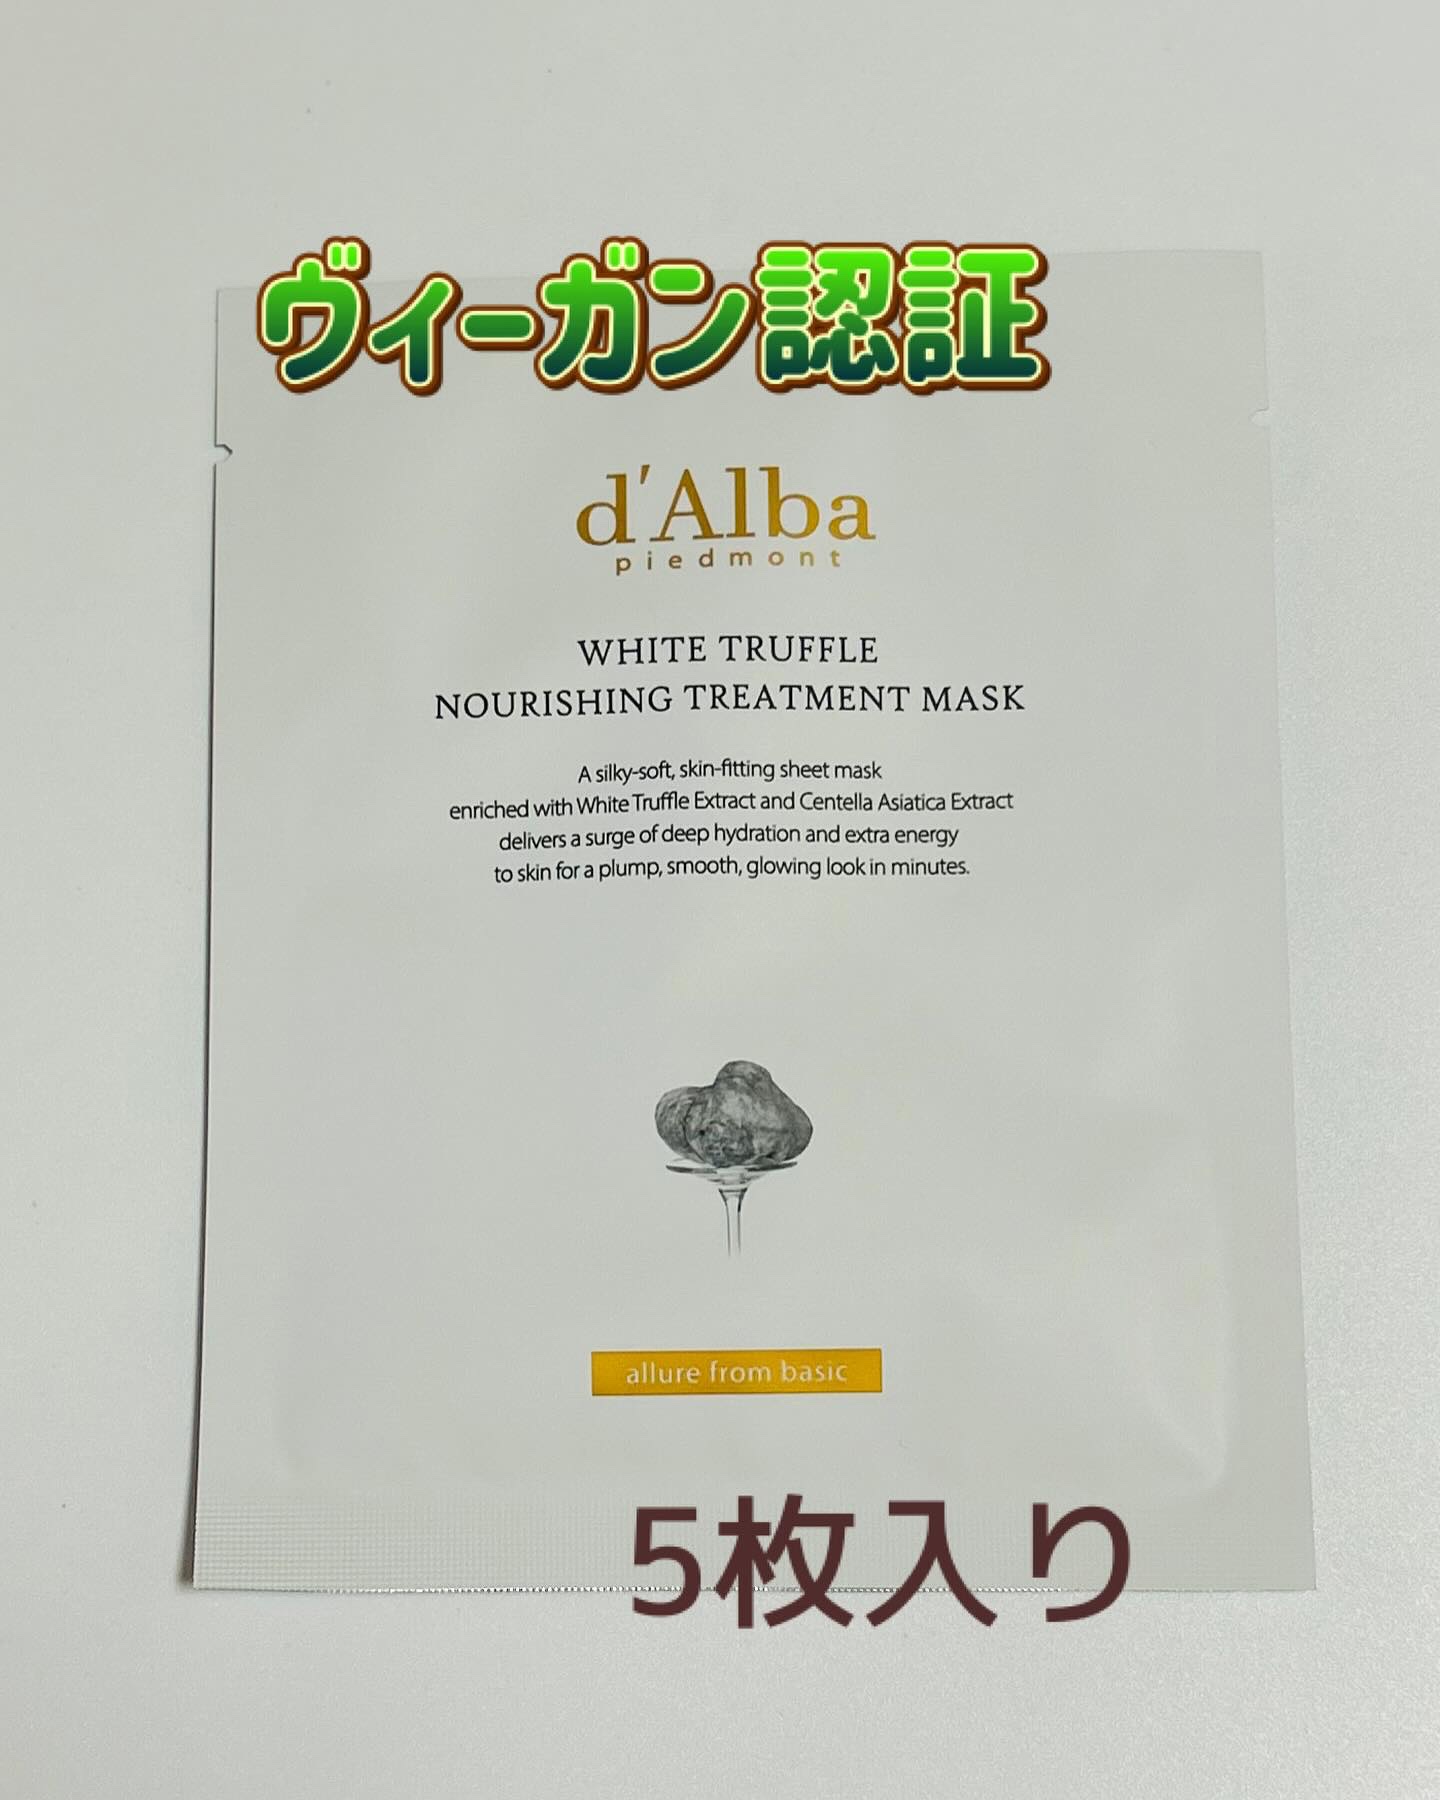 ヴィーガン認証
d'Alba
piedmont
WHITE TRUFFLE
NOURISHING TREATMENT MASK
A silky-soft, skin-fitting sheet mask
enriched with White Truffle Extract and Centella Asiatica Extract
delivers a surge of deep hydration and extra energy
to skin for a plump, smooth, glowing look in minutes.
allure from basic
5枚入り